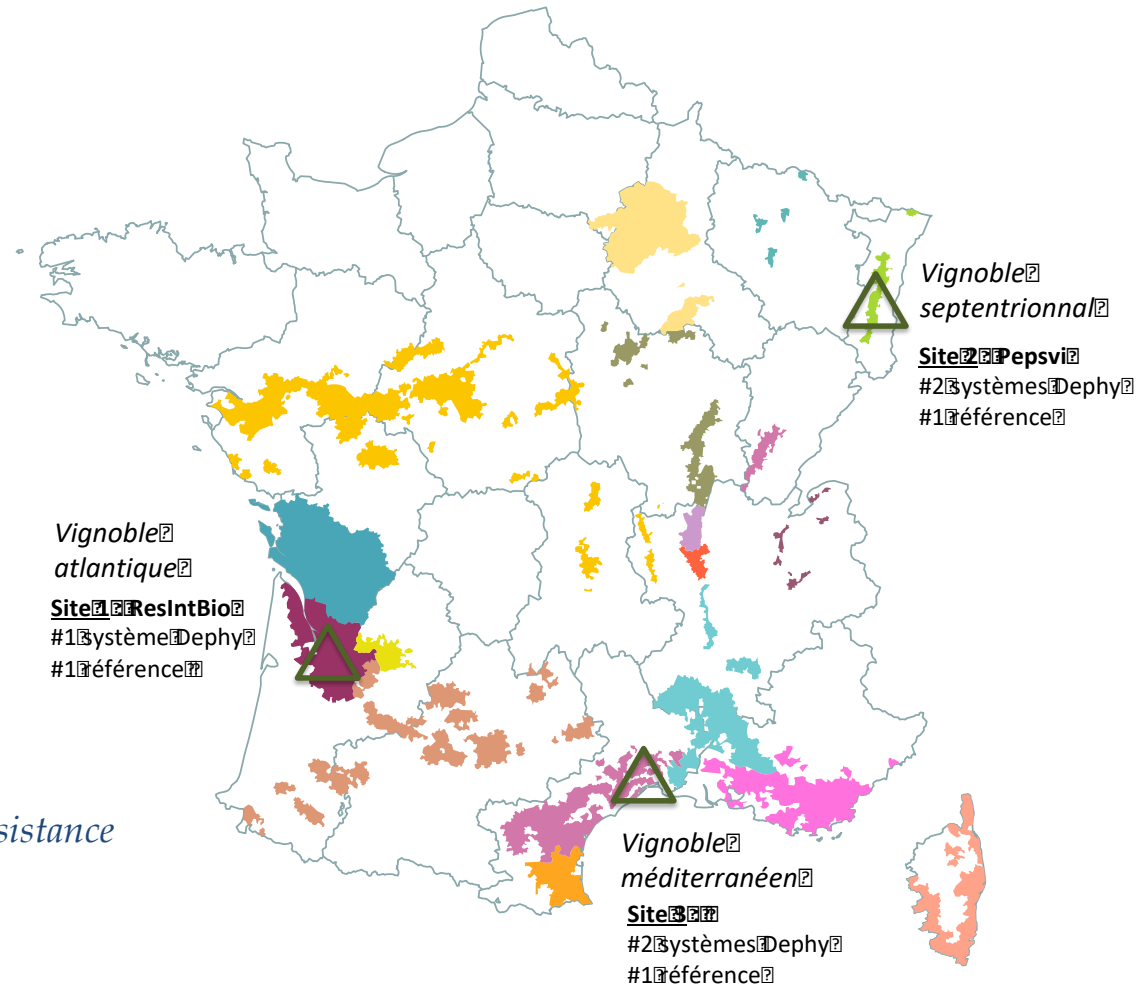 Vignoble
septentrionnal
Site 2 : Pepsvi
#2 systèmes Dephy
#1 référence
Vignoble
atlantique
Site 1 : ResIntBio
#1 système Dephy
#1 référence
sistance
Vignoble
méditerranéen
Site 3 :
#2 systèmes Dephy
#1 référence